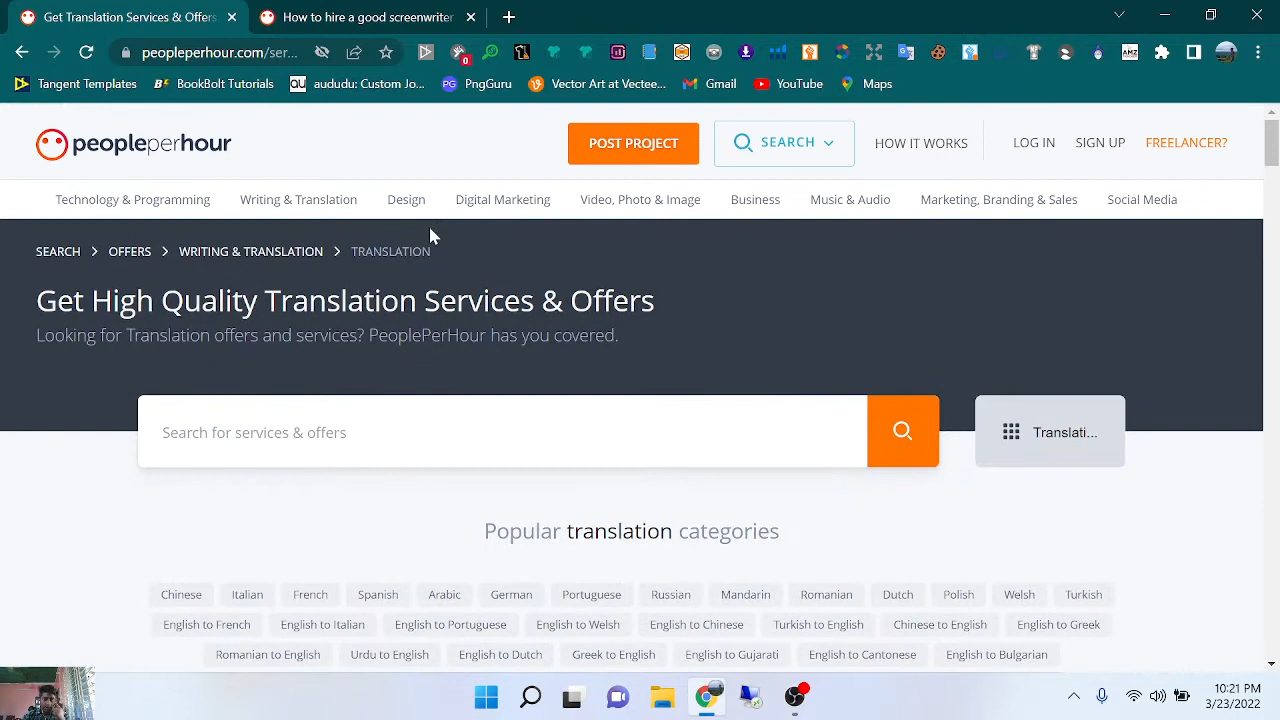 Get Transation Services & Offers
How to hire a good screenwriter
peopleperhour.com/ser...
0
AMZ
Tangent Templates
BookBolt Tutorials
OU
aududu: Custom Jo...
PG
PngGuru
Vector Art at Vectee...
Gmail
YouTube
Maps
peopleperhour
POST PROJECT
SEARCH
HOW IT WORKS
LOG IN
SIGN UP
FREELANCER?
Technology & Programming
Writing & Translation
Design
Digital Marketing
Video, Photo & Image
Business
Music & Audio
Marketing, Branding & Sales
Social Media
SEARCH > OFFERS > WRITING & TRANSLATION > TRANSLATION
Get High Quality Translation Services & Offers
Looking for Translation offers and services? PeoplePerHour has you covered.
Search for services & offers
Translati...
Popular translation categories
Chinese Italian French Spanish Arabic German Portuguese Russian Mandarin Romanian Dutch Polish Welsh Turkish
English to French English to Italian English to Portuguese English to Welsh English to Chinese Turkish to English Chinese to English English to Greek
Romanian to English Urdu to English English to Dutch Greek to English English to Gujarati English to Cantonese English to Bulgarian
10:21 PM
3/23/2022